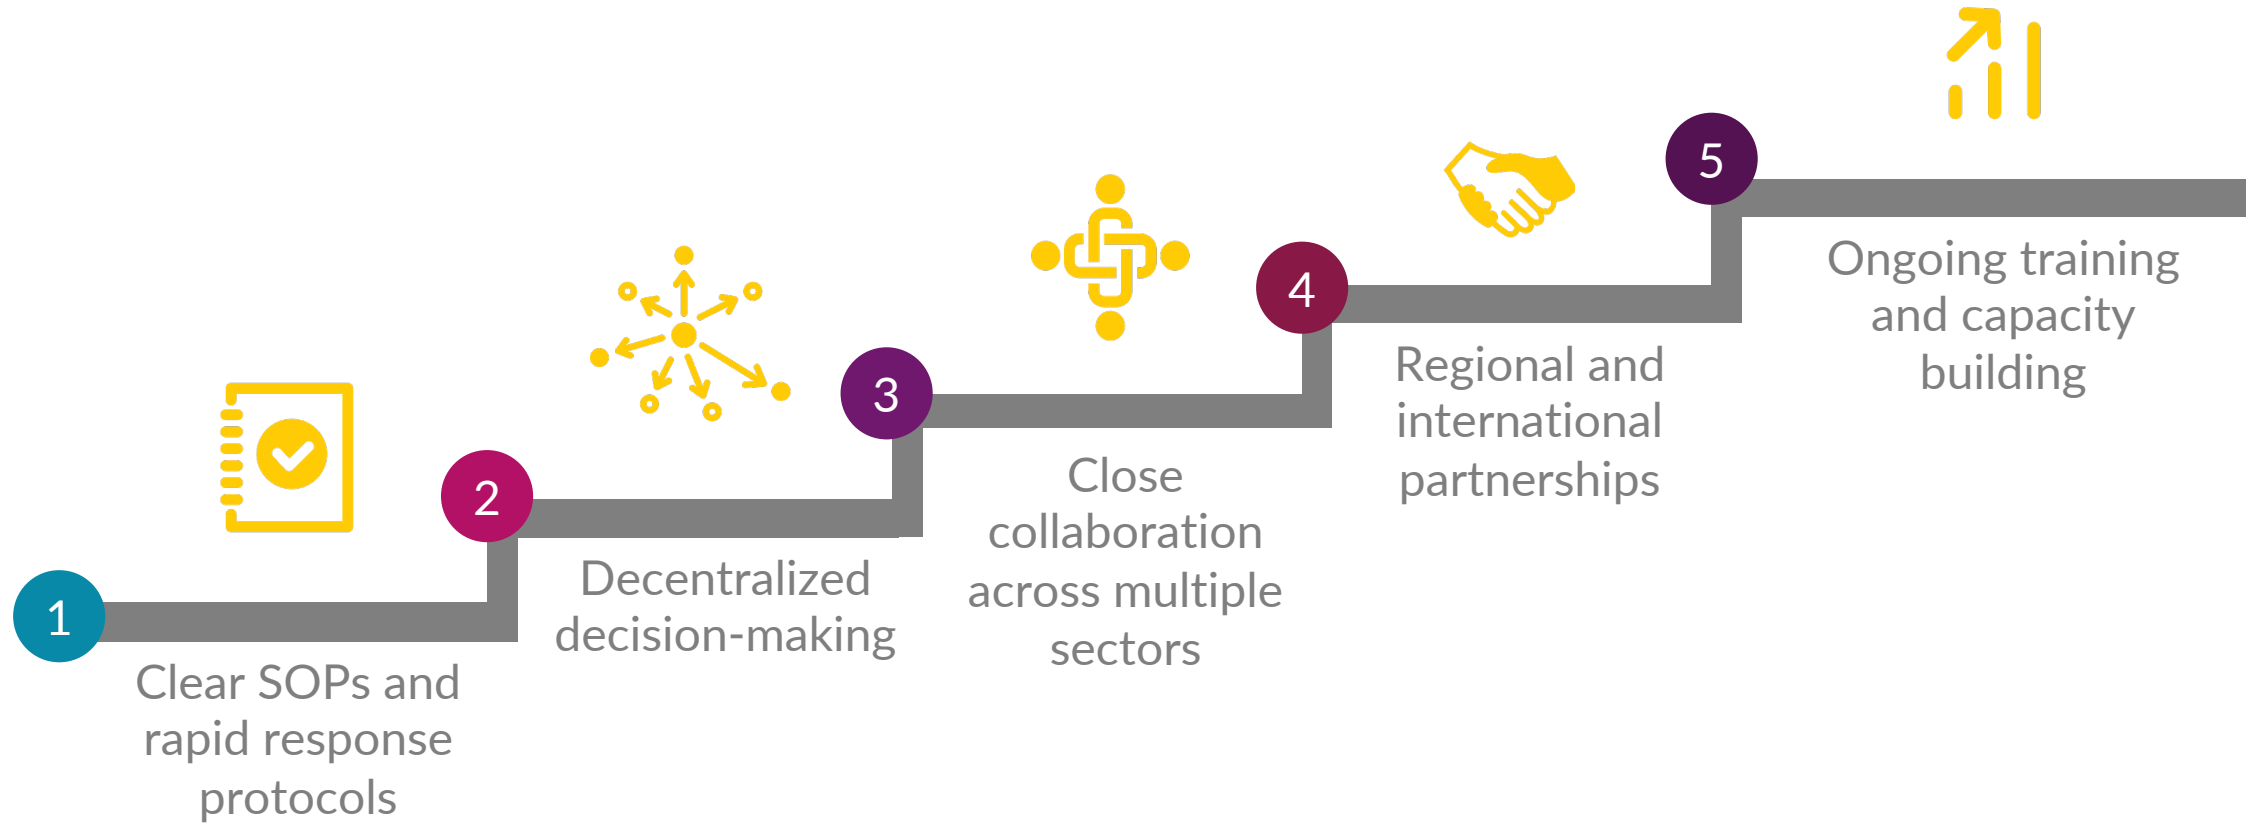 1
Clear SOPs and
rapid response
protocols
2
Decentralized
decision-making
3
Close
collaboration
across multiple
sectors
4
Regional and
international
partnerships
5
Ongoing training
and capacity
building